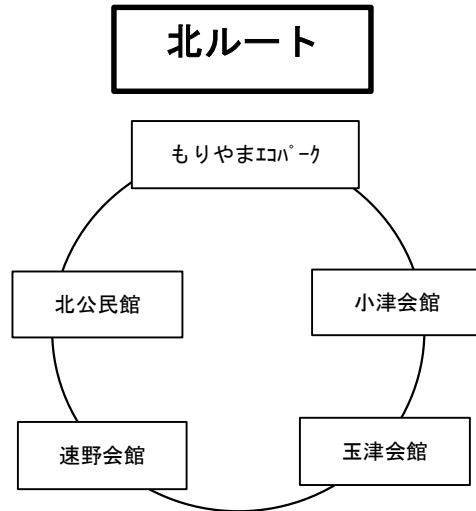 北ルート
もりやまｴｺﾊﾟｰｸ
北公民館
小津会館
速野会館
玉津会館